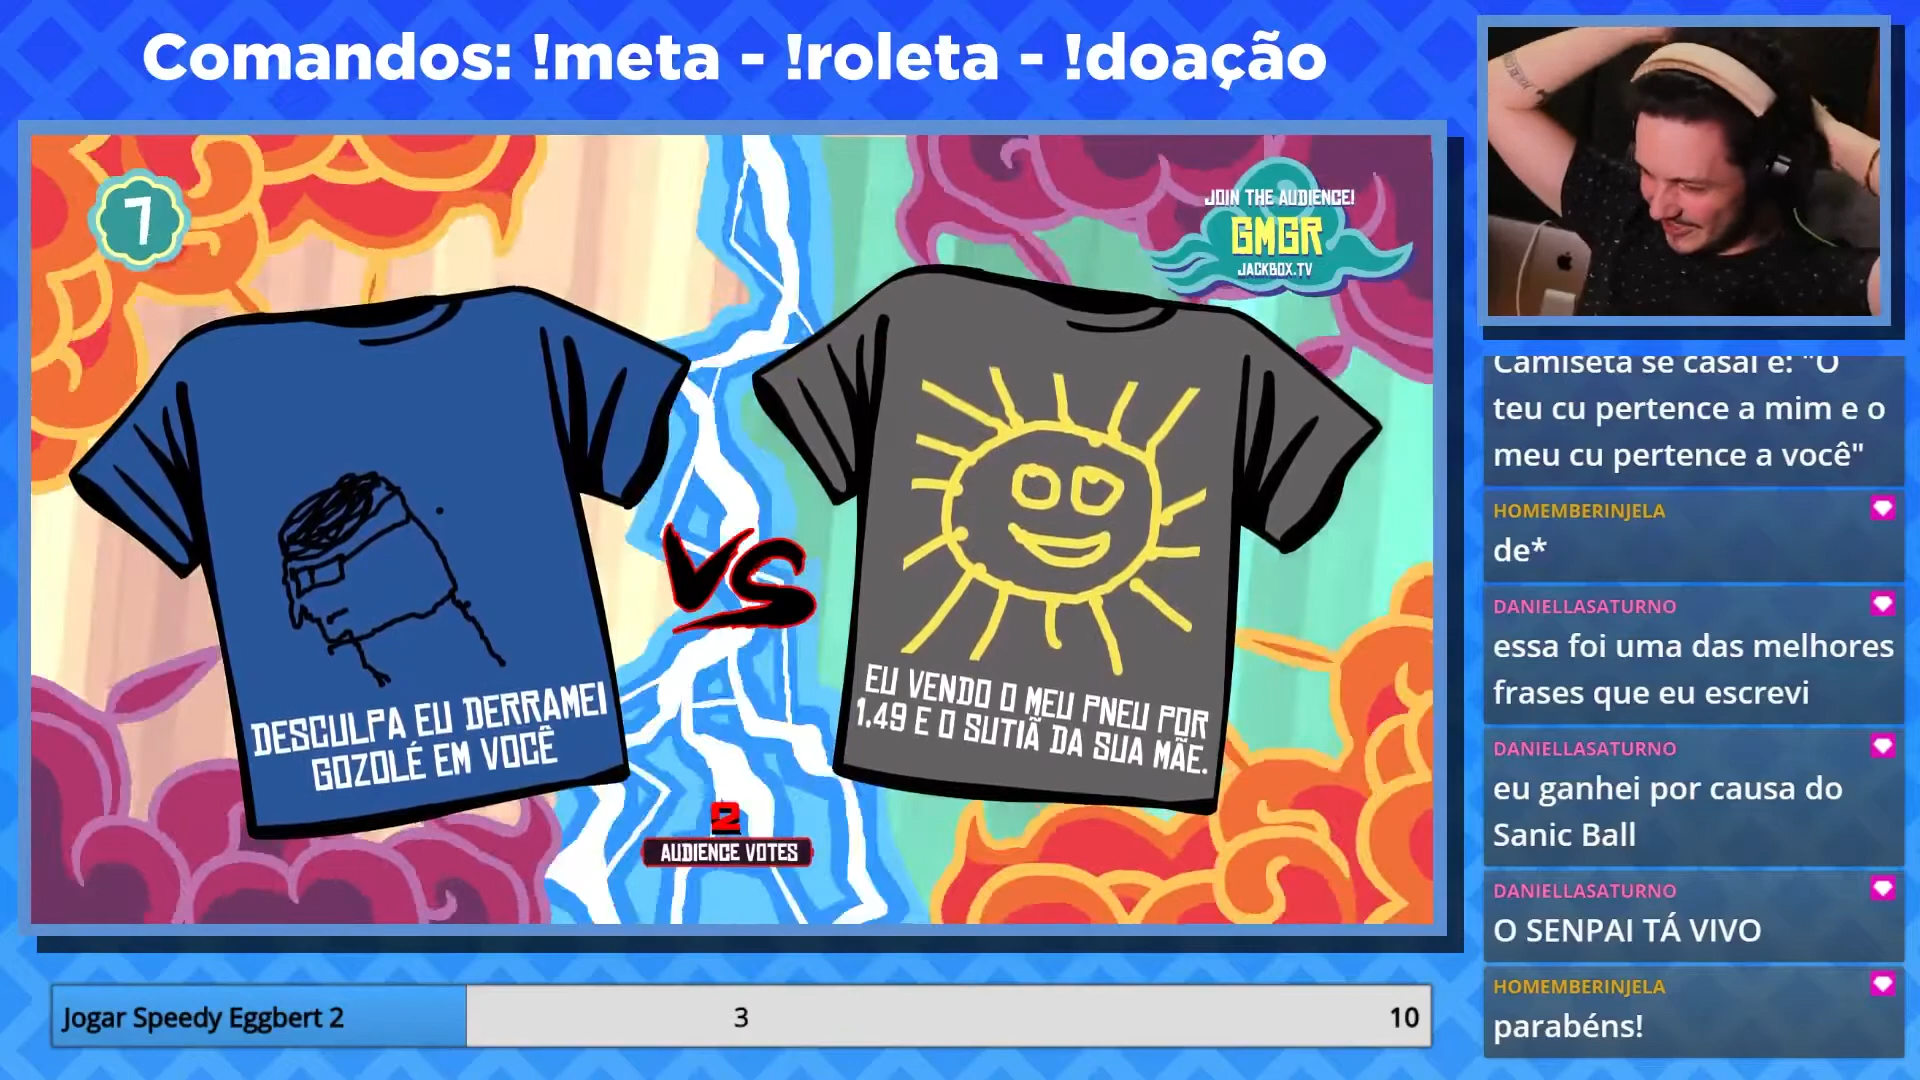 Comandos: !meta - !roleta - !doação
7
JOIN THE AUDIENCE!
GMGR
JACKBOX.TV
DESCULPA EU DERRAMEI
GOZOLÉ EM VOCÊ
VS
EU VENDO O MEU PNEU POR
1.49 E O SUTIÃ DA SUA MÃE.
2
AUDIENCE VOTES
Jogar Speedy Eggbert 2
3
10
Camiseta se casal é: "O
teu cu pertence a mim e o
meu cu pertence a você"
HOMEMBERINJELA
de*
DANIELLASATURNO
essa foi uma das melhores
frases que eu escrevi
DANIELLASATURNO
eu ganhei por causa do
Sanic Ball
DANIELLASATURNO
O SENPAI TÁ VIVO
HOMEMBERINJELA
parabéns!